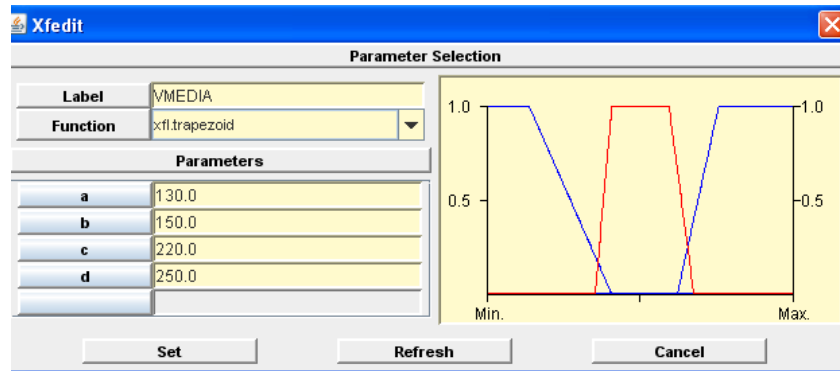 Xfedit
Parameter Selection
Label VMEDIA
Function xfl.trapezoid
Parameters
a 130.0
b 150.0
c 220.0
d 250.0
1.0 1.0
0.5 0.5
Min. Max.
Set Refresh Cancel